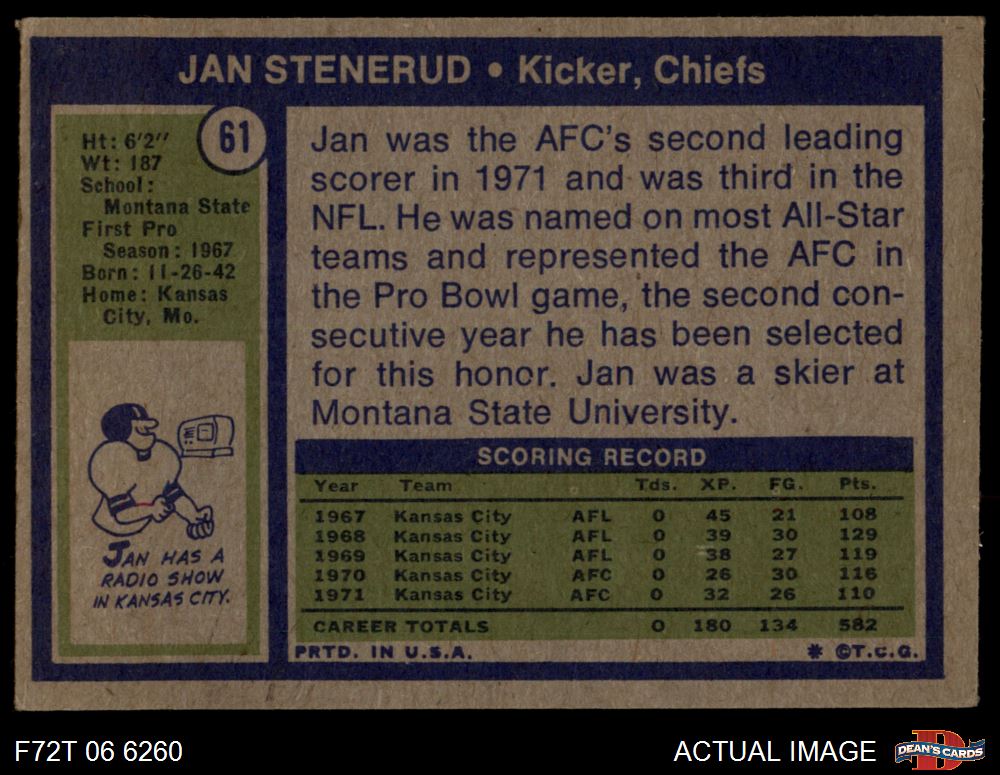 JAN STENERUD • Kicker, Chiefs
61
Ht: 6'2"
Wt: 187
School:
Montana State
First Pro
Season: 1967
Born: 11-26-42
Home: Kansas
City, Mo.
JAN HAS A
RADIO SHOW
IN KANSAS CITY.
Jan was the AFC's second leading
scorer in 1971 and was third in the
NFL. He was named on most All-Star
teams and represented the AFC in
the Pro Bowl game, the second con-
secutive year he has been selected
for this honor. Jan was a skier at
Montana State University.
SCORING RECORD
Year Team Tds. XP. FG. Pts.
1967 Kansas City AFL 0 45 21 108
1968 Kansas City AFL 0 39 30 129
1969 Kansas City AFL 0 38 27 119
1970 Kansas City AFC 0 26 30 116
1971 Kansas City AFC 0 32 26 110
CAREER TOTALS 0 180 134 582
PRTD. IN U.S.A. * ©T.C.G.
F72T 06 6260 ACTUAL IMAGE DEAN'S CARDS